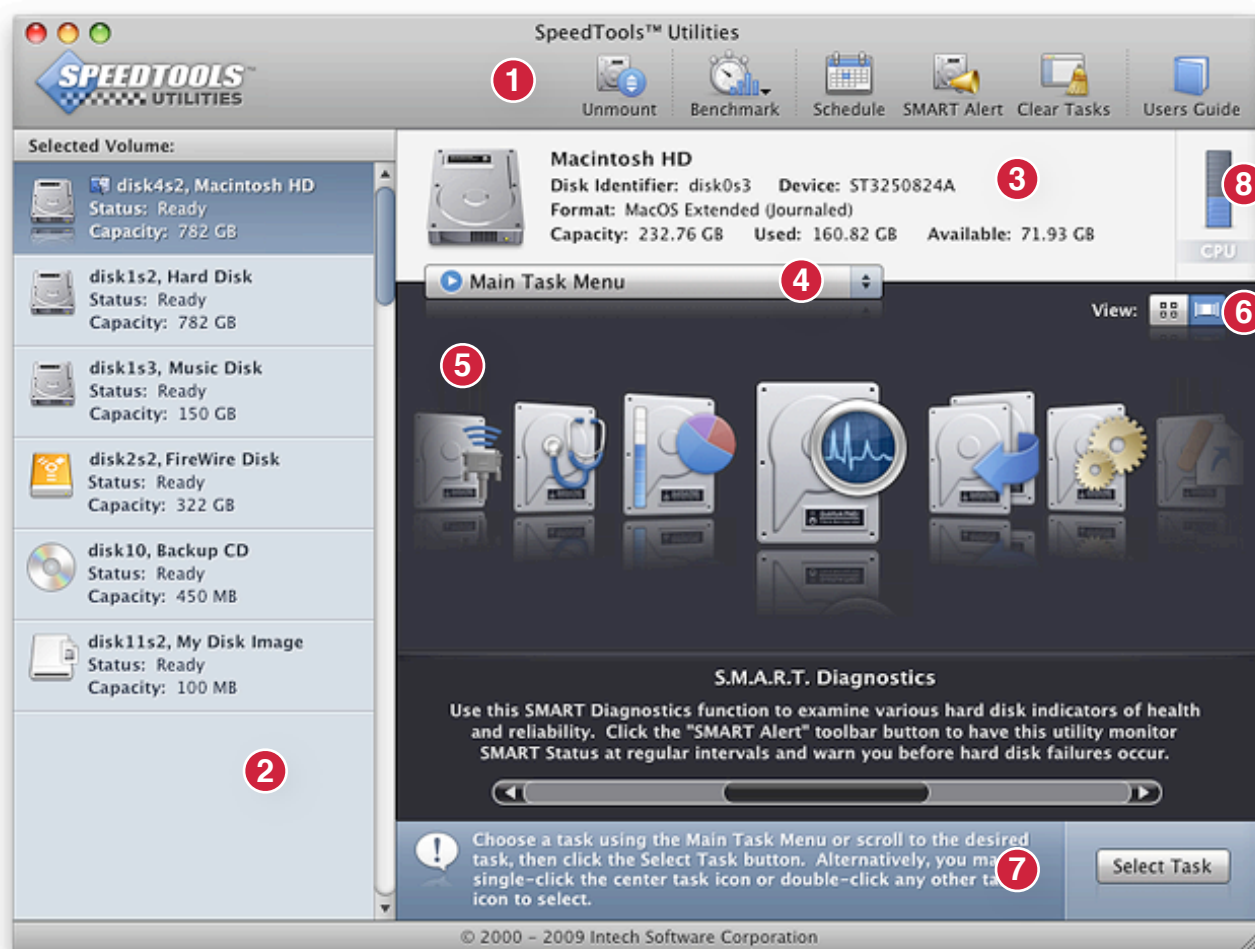 SpeedTools™ Utilities
SPEEDTOOLS™
UTILITIES
1
Unmount
Benchmark
Schedule
SMART Alert
Clear Tasks
Users Guide
Selected Volume:
disk4s2, Macintosh HD
Status: Ready
Capacity: 782 GB
disk1s2, Hard Disk
Status: Ready
Capacity: 782 GB
disk1s3, Music Disk
Status: Ready
Capacity: 150 GB
disk2s2, FireWire Disk
Status: Ready
Capacity: 322 GB
disk10, Backup CD
Status: Ready
Capacity: 450 MB
disk11s2, My Disk Image
Status: Ready
Capacity: 100 MB
2
Macintosh HD
Disk Identifier: disk0s3 Device: ST3250824A
Format: MacOS Extended (Journaled)
Capacity: 232.76 GB Used: 160.82 GB Available: 71.93 GB
3
8
CPU
Main Task Menu
4
View:
6
5
S.M.A.R.T. Diagnostics
Use this SMART Diagnostics function to examine various hard disk indicators of health
and reliability. Click the "SMART Alert" toolbar button to have this utility monitor
SMART Status at regular intervals and warn you before hard disk failures occur.
Choose a task using the Main Task Menu or scroll to the desired
task, then click the Select Task button. Alternatively, you ma
single-click the center task icon or double-click any other ta
icon to select.
7
Select Task
© 2000 - 2009 Intech Software Corporation